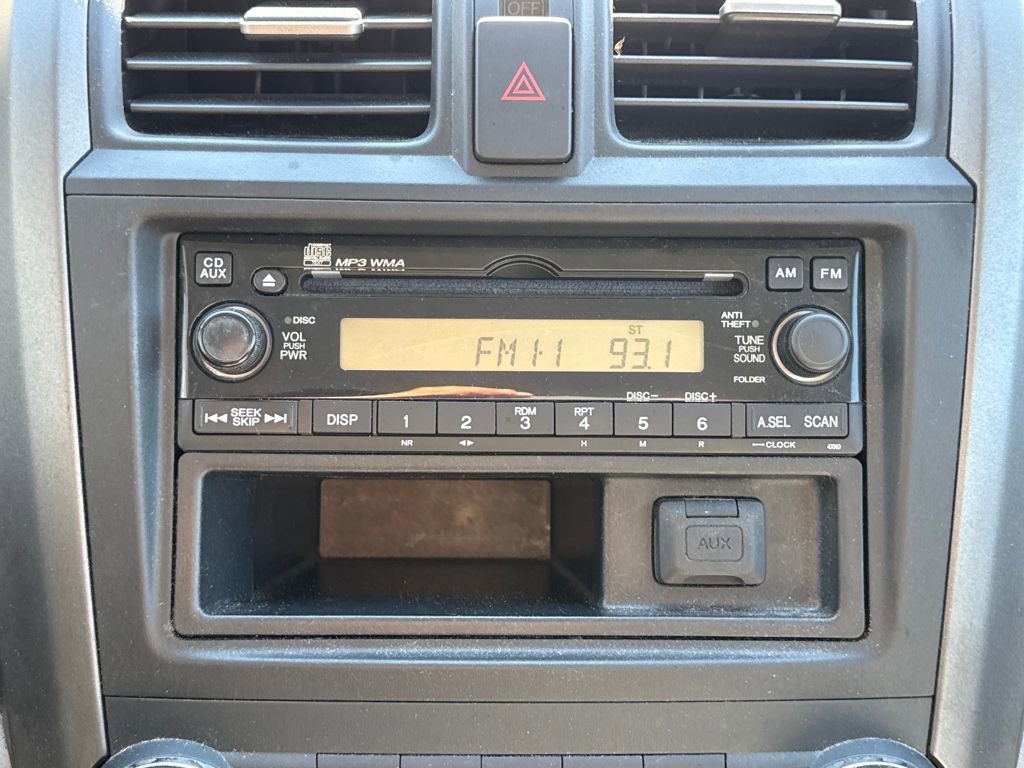 OFF
CD
AUX
disc
MP3 WMA
AM
FM
DISC
VOL
PUSH
PWR
ST
FM1-1 93.1
ANTI
THEFT
TUNE
PUSH
SOUND
FOLDER
SEEK
SKIP
DISP
1
2
RDM
3
RPT
4
DISC-
5
DISC+
6
A.SEL SCAN
NR
H
M
R
CLOCK
AUX